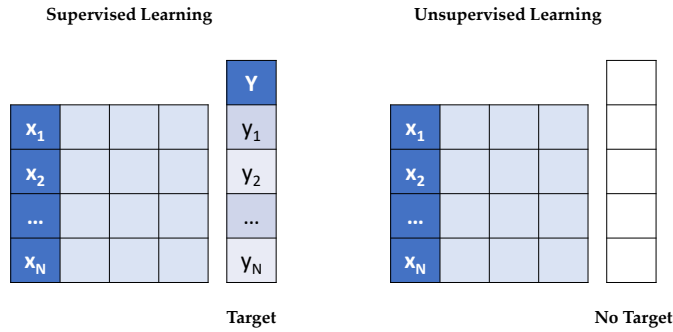 Supervised Learning
Unsupervised Learning
Y
x1 y1
x2 y2
... ...
xN yN
Target
x1
x2
...
xN
No Target